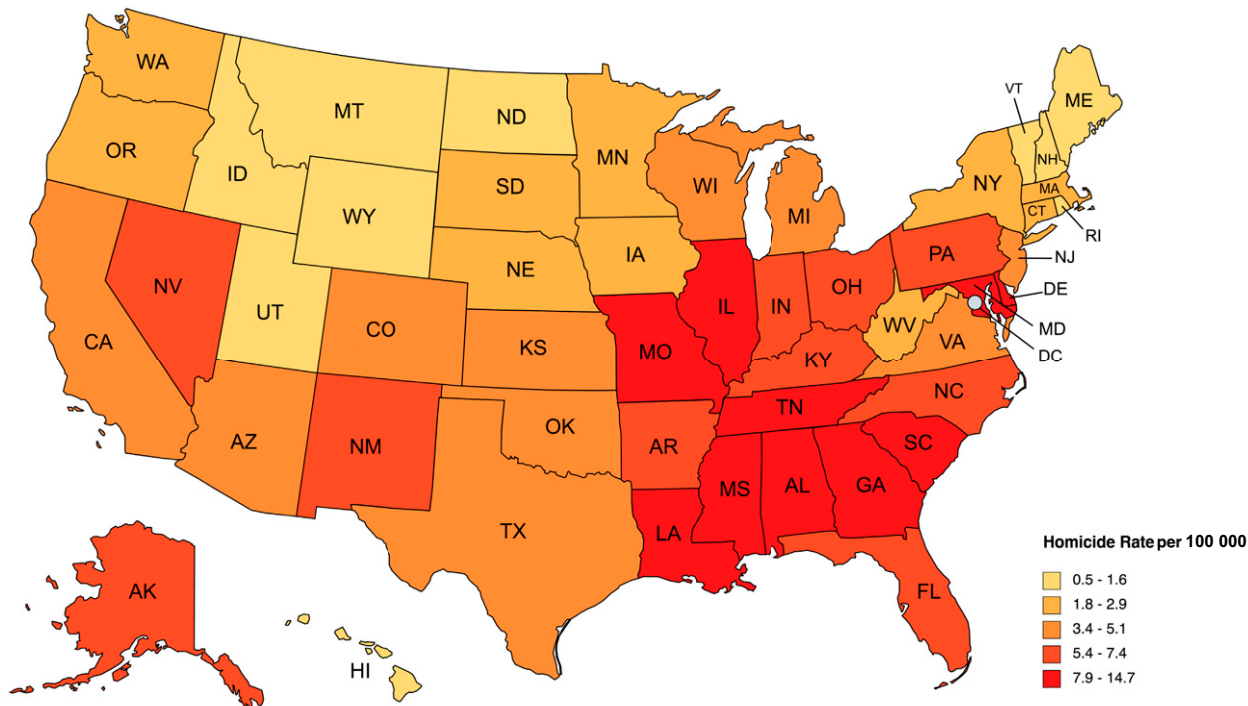 WA
MT
ND
VT
ME
OR
ID
MN
NH
SD
WI
NY
MA
WY
MI
CT
RI
IA
NE
PA
NJ
NV
OH
IL
IN
DE
UT
CO
WV
MD
CA
KS
MO
VA
DC
KY
NC
TN
AZ
OK
NM
AR
SC
MS
AL
GA
TX
LA
Homicide Rate per 100 000
0.5 - 1.6
AK
FL
1.8 - 2.9
3.4 - 5.1
5.4 - 7.4
HI
7.9 - 14.7